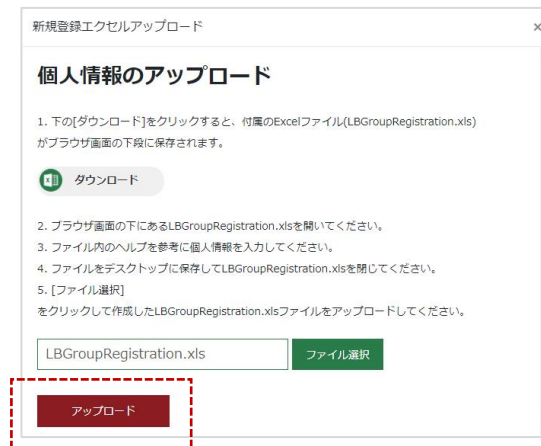 新規登録エクセルアップロード ×
個人情報のアップロード
1. 下の[ダウンロード]をクリックすると、付属のExcelファイル(LBGroupRegistration.xls)
がブラウザ画面の下段に保存されます。
ダウンロード
2. ブラウザ画面の下にあるLBGroupRegistration.xlsを開いてください。
3. ファイル内のヘルプを参考に個人情報を入力してください。
4. ファイルをデスクトップに保存してLBGroupRegistration.xlsを閉じてください。
5. [ファイル選択]
をクリックして作成したLBGroupRegistration.xlsファイルをアップロードしてください。
LBGroupRegistration.xls ファイル選択
アップロード